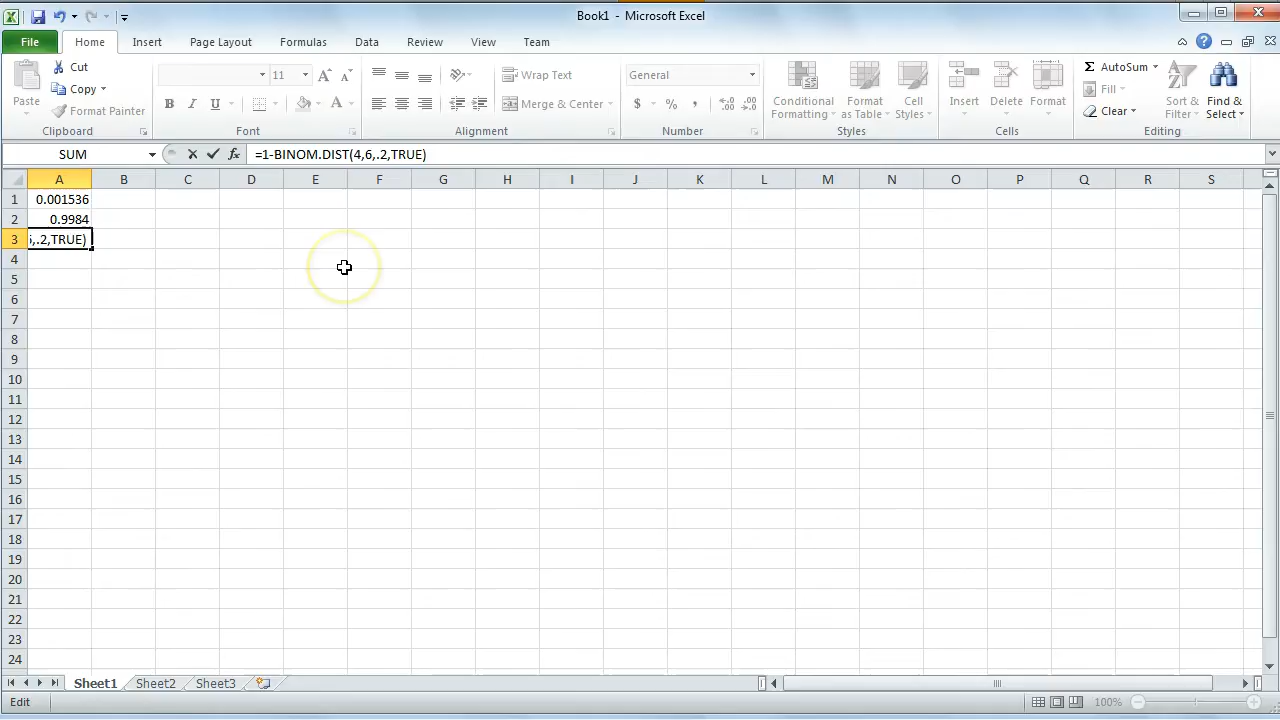 Book1 - Microsoft Excel
File Home Insert Page Layout Formulas Data Review View Team
Paste
Cut
Copy
Format Painter
Clipboard
11
B I U
A A
A
Font
Wrap Text
Merge & Center
Alignment
General
$ % ,
Number
Conditional Formatting
Format as Table
Cell Styles
Styles
Insert
Delete
Format
Cells
AutoSum
Fill
Clear
Sort & Filter
Find & Select
Editing
SUM fx =1-BINOM.DIST(4,6,.2,TRUE)
A B C D E F G H I J K L M N O P Q R S
1 0.001536
2 0.9984
3 ,.2,TRUE)
4
5
6
7
8
9
10
11
12
13
14
15
16
17
18
19
20
21
22
23
24
Sheet1 Sheet2 Sheet3
Edit 100%